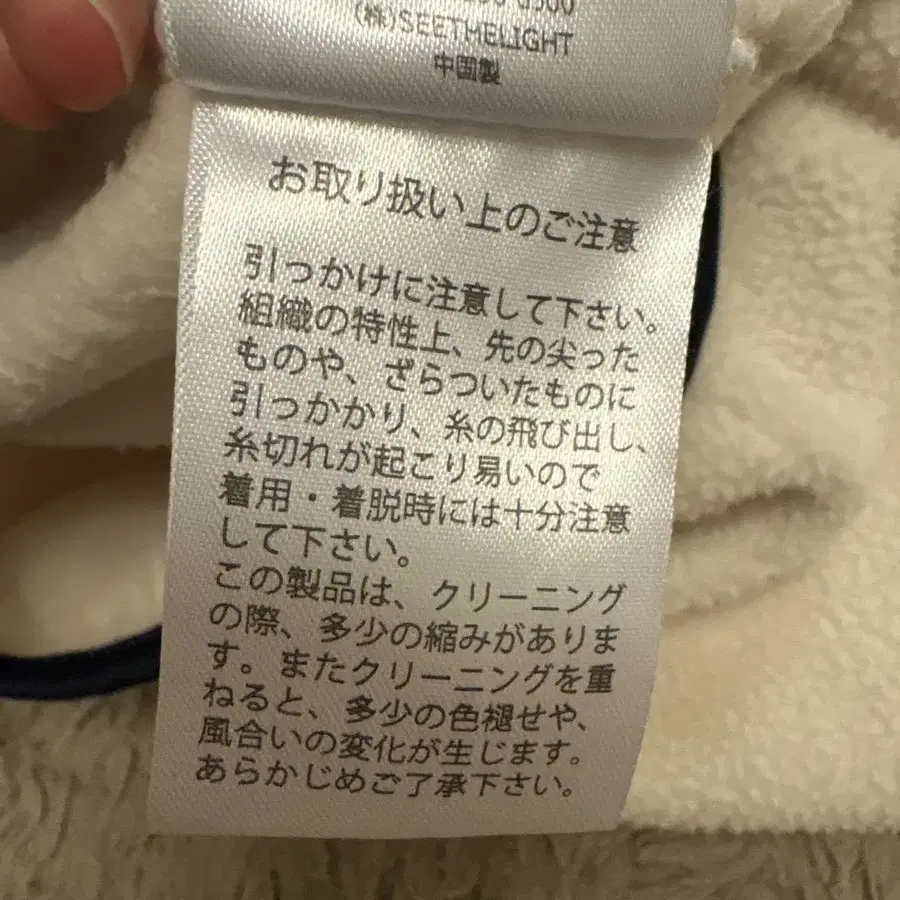 (株)SEETHELIGHT
中国製
お取り扱い上のご注意
引っかけに注意して下さい。
組織の特性上、先の尖った
ものや、ざらついたものに
引っかかり、糸の飛び出し、
糸切れが起こり易いので
着用・着脱時には十分注意
して下さい。
この製品は、クリーニング
の際、多少の縮みがありま
す。またクリーニングを重
ねると、多少の色褪せや、
風合いの変化が生じます。
あらかじめご了承下さい。